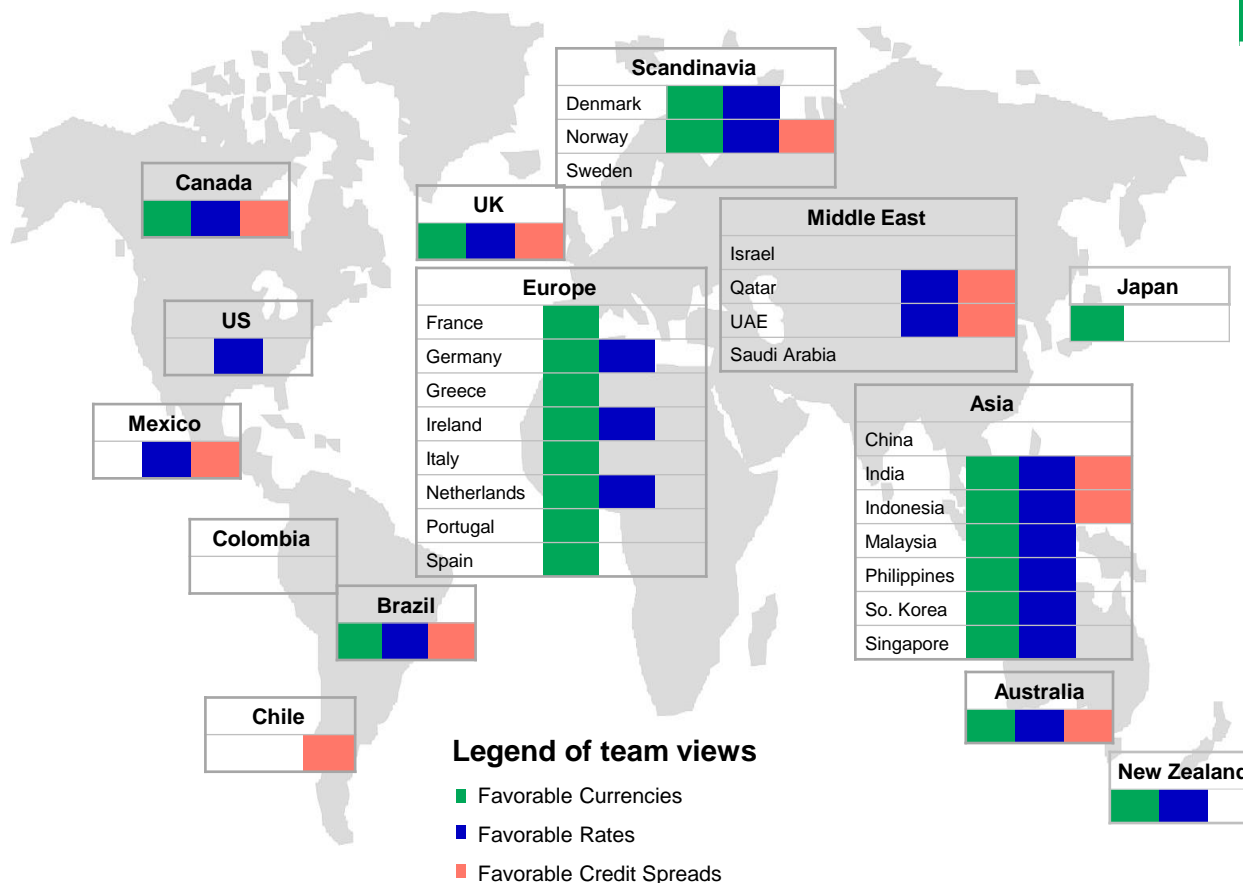 Scandinavia
Denmark
Norway
Sweden
Canada
UK
Middle East
Israel
Qatar
UAE
Saudi Arabia
Japan
Europe
France
Germany
Greece
Ireland
Italy
Netherlands
Portugal
Spain
US
Mexico
Asia
China
India
Indonesia
Malaysia
Philippines
So. Korea
Singapore
Colombia
Brazil
Australia
Chile
New Zealand
Legend of team views
Favorable Currencies
Favorable Rates
Favorable Credit Spreads